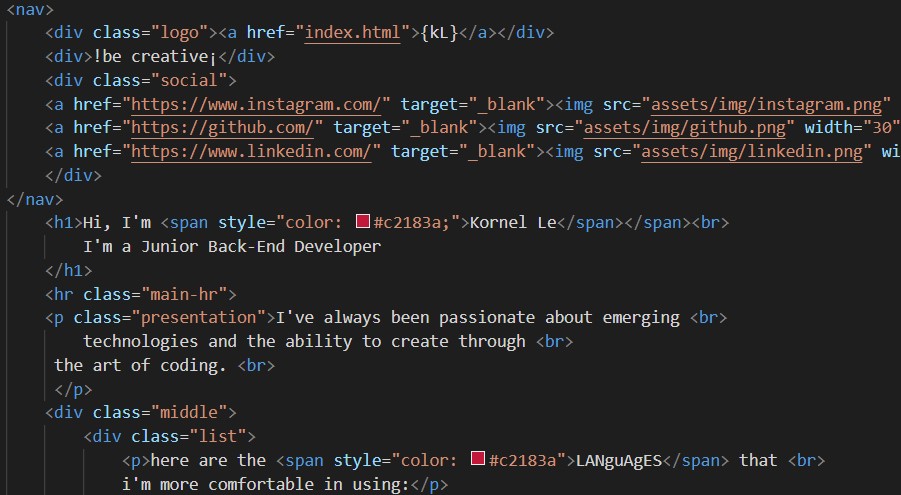 <nav>
<div class="logo"><a href="index.html">{kL}</a></div>
<div>!be creative¡</div>
<div class="social">
<a href="https://www.instagram.com/" target="_blank"><img src="assets/img/instagram.png"
<a href="https://github.com/" target="_blank"><img src="assets/img/github.png" width="30"
<a href="https://www.linkedin.com/" target="_blank"><img src="assets/img/linkedin.png" wi
</div>
</nav>
<h1>Hi, I'm <span style="color: #c2183a;">Kornel Le</span></span><br>
I'm a Junior Back-End Developer
</h1>
<hr class="main-hr">
<p class="presentation">I've always been passionate about emerging <br>
technologies and the ability to create through <br>
the art of coding. <br>
</p>
<div class="middle">
<div class="list">
<p>here are the <span style="color: #c2183a">LANguAgES</span> that <br>
i'm more comfortable in using:</p>